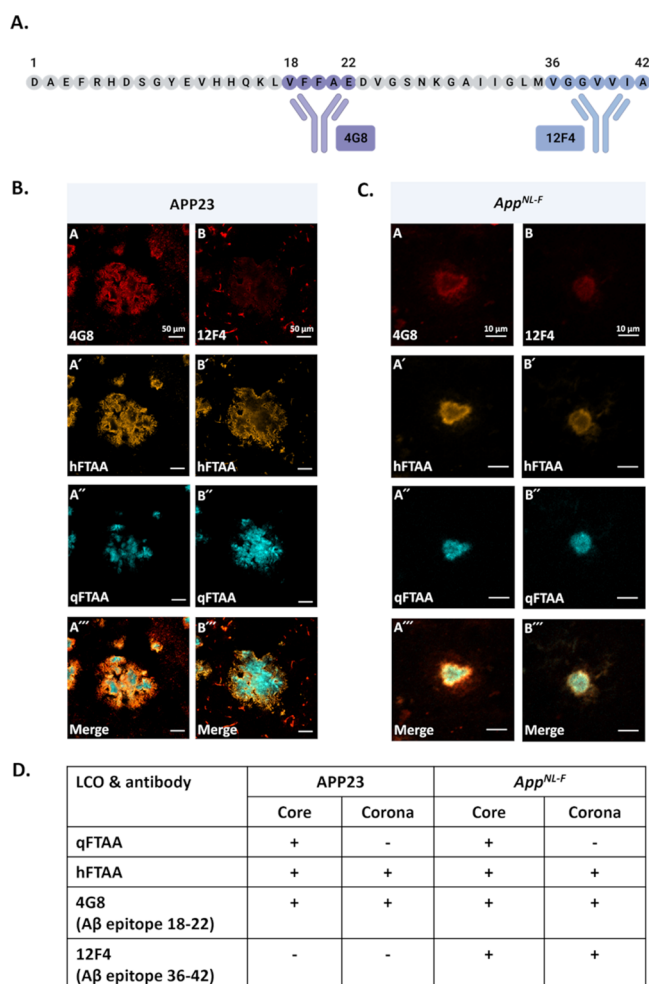 A.
1 18 22 36 42
D A E F R H D S G Y E V H H Q K L V F F A E D V G S N K G A I I G L M V G G V V I A
4G8 12F4
B. C.
APP23 App^NL-F
A B A B
50 μm 50 μm 10 μm 10 μm
4G8 12F4 4G8 12F4
A′ B′ A′ B′
hFTAA hFTAA hFTAA hFTAA
A″ B″ A″ B″
qFTAA qFTAA qFTAA qFTAA
A‴ B‴ A‴ B‴
Merge Merge Merge Merge
D.
LCO & antibody APP23 App^NL-F
Core Corona Core Corona
qFTAA + - + -
hFTAA + + + +
4G8 + + + +
(Aβ epitope 18-22)
12F4 - - + +
(Aβ epitope 36-42)